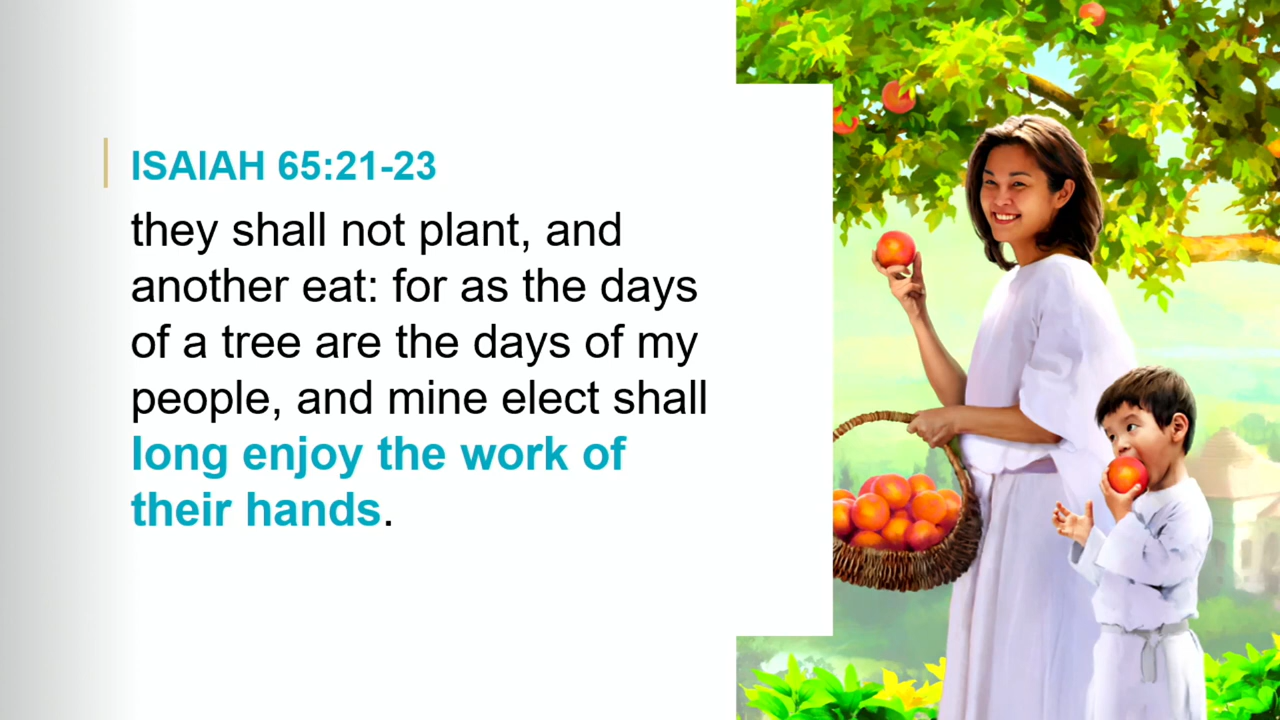 ISAIAH 65:21-23
they shall not plant, and
another eat: for as the days
of a tree are the days of my
people, and mine elect shall
long enjoy the work of
their hands.